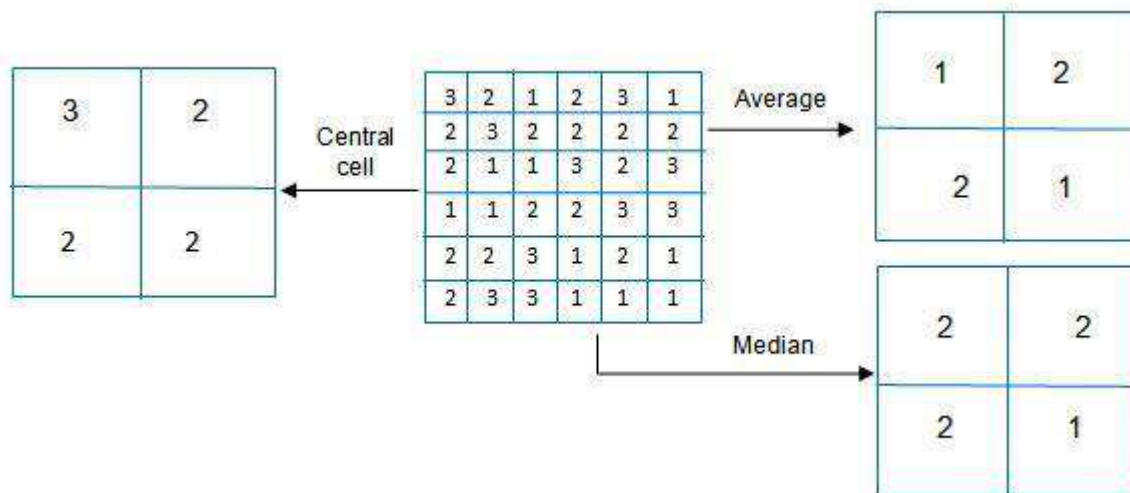 3 2
2 2
Central
cell
3 2 1 2 3 1
2 3 2 2 2 2
2 1 1 3 2 3
1 1 2 2 3 3
2 2 3 1 2 1
2 3 3 1 1 1
Average
1 2
2 1
Median
2 2
2 1